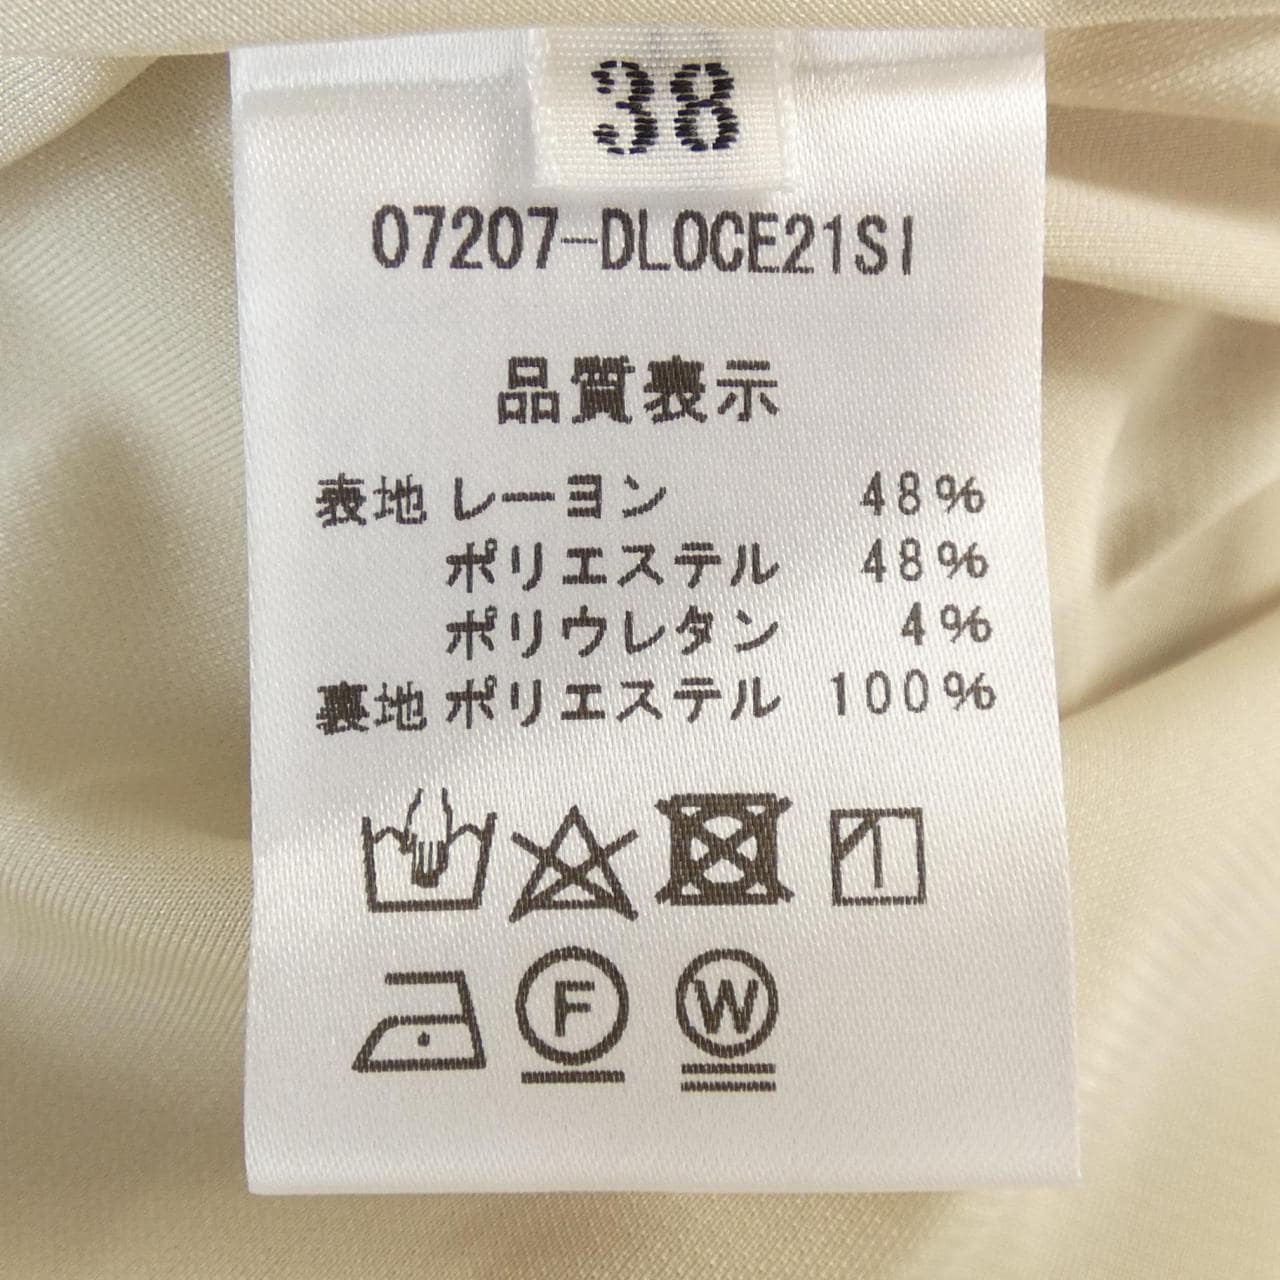 38
07207-DLOCE21SI
品質表示
表地 レーヨン 48%
ポリエステル 48%
ポリウレタン 4%
裏地 ポリエステル 100%
F W